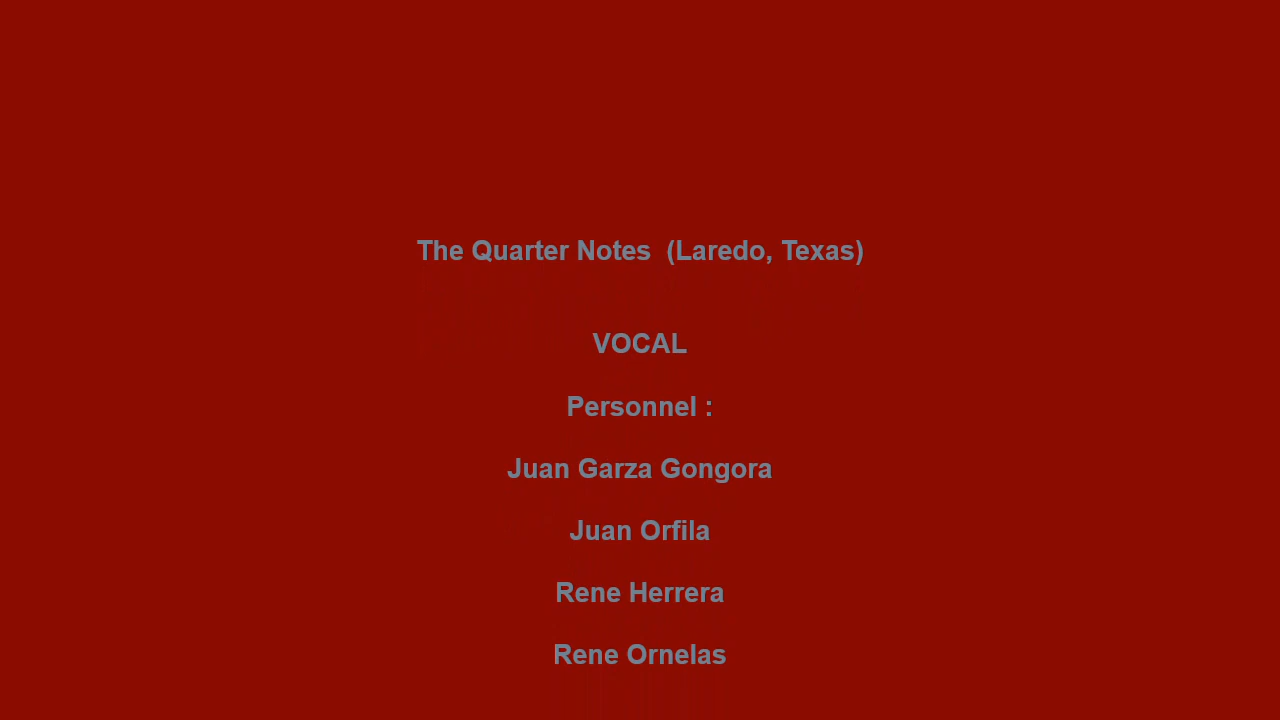 The Quarter Notes  (Laredo, Texas)
VOCAL
Personnel :
Juan Garza Gongora
Juan Orfila
Rene Herrera
Rene Ornelas